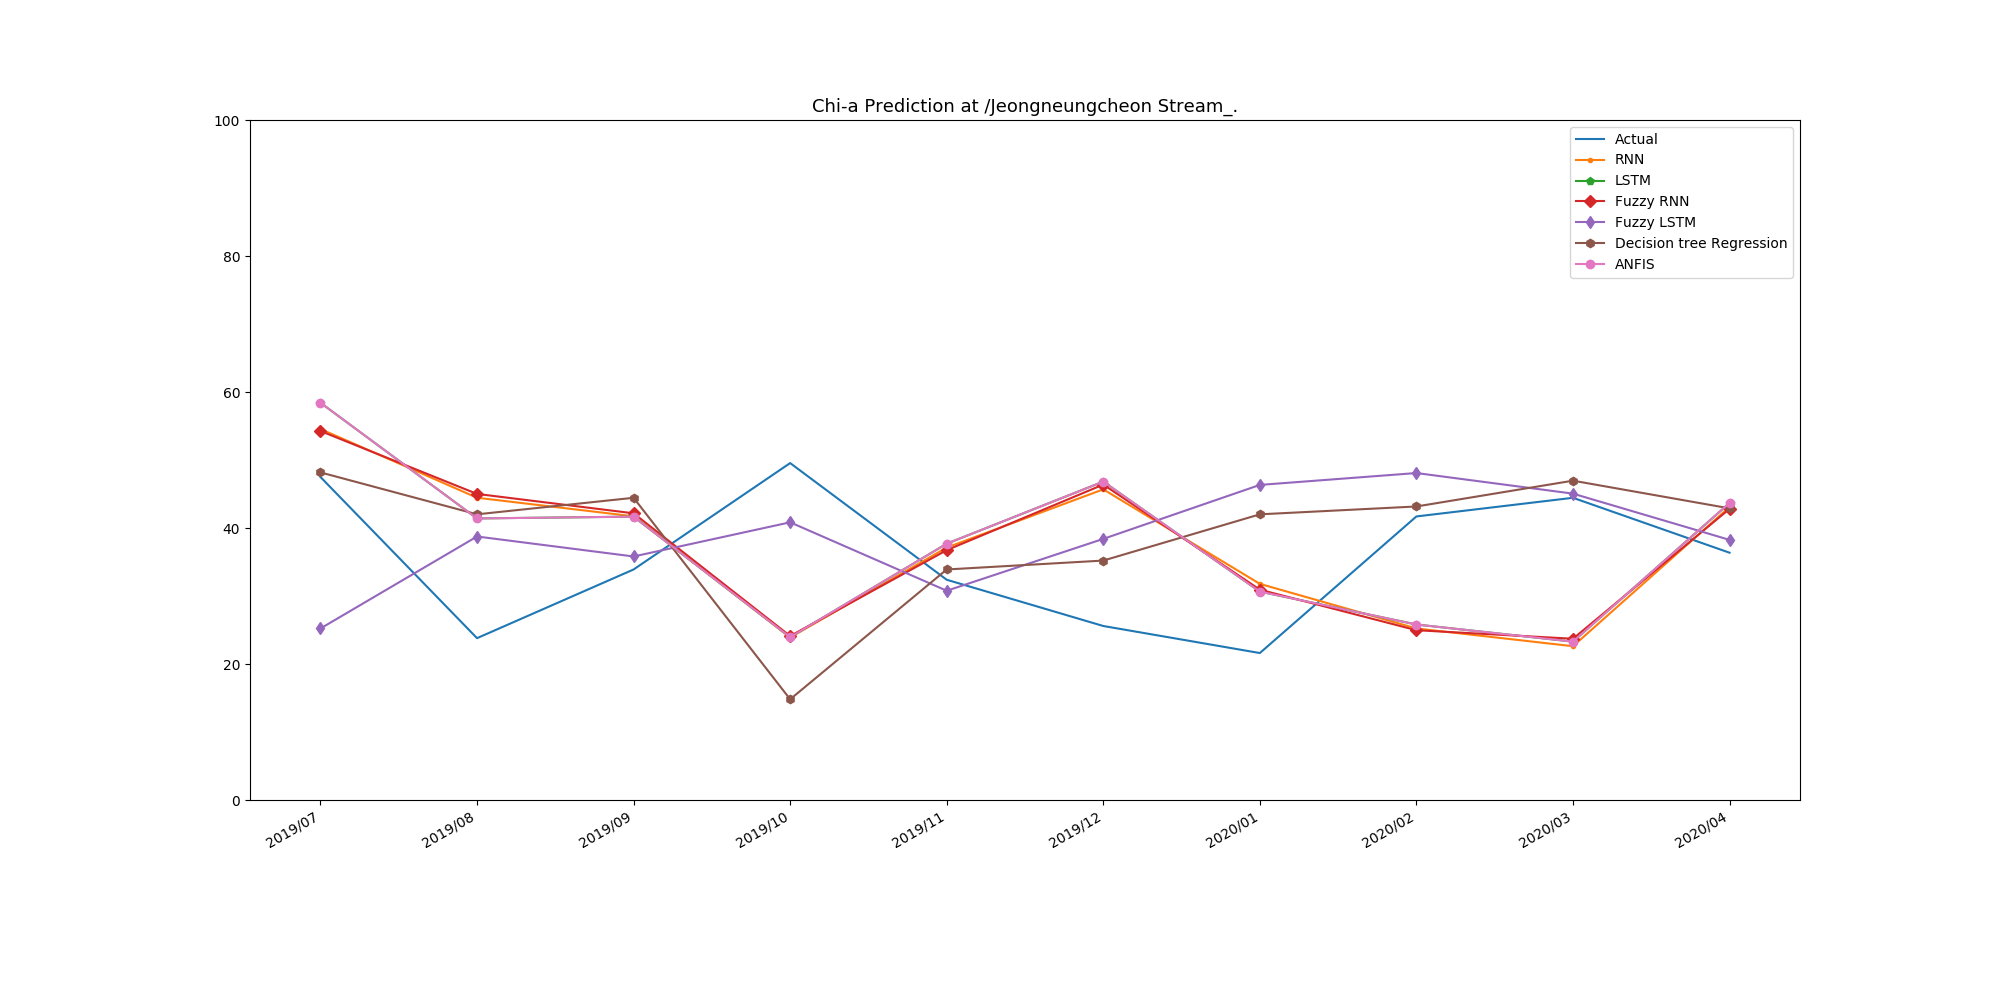 Chi-a Prediction at /Jeongneungcheon Stream_.
100
80
60
40
20
0
Actual
RNN
LSTM
Fuzzy RNN
Fuzzy LSTM
Decision tree Regression
ANFIS
2019/07
2019/08
2019/09
2019/10
2019/11
2019/12
2020/01
2020/02
2020/03
2020/04